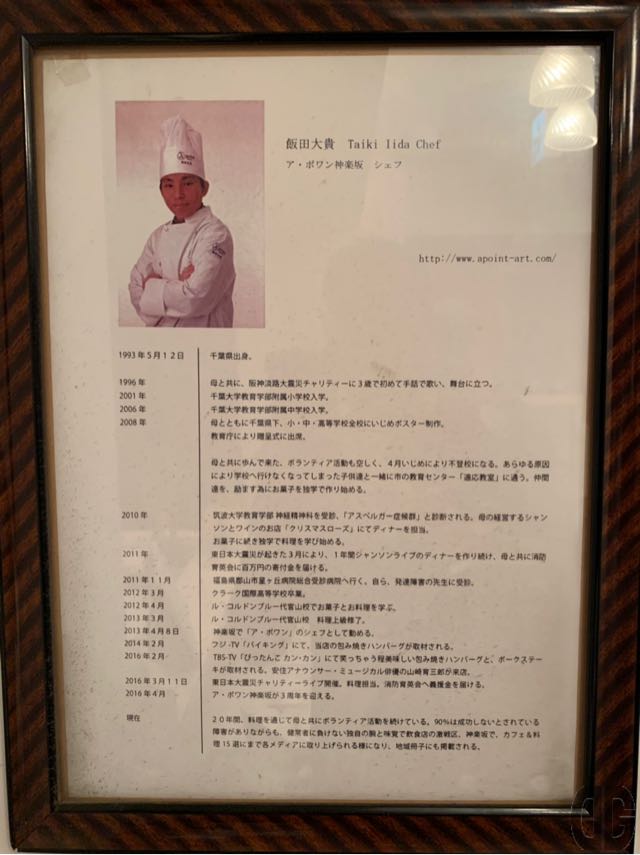 飯田大貴 Taiki Iida Chef
ア・ポワン神楽坂 シェフ
http://www.apoint-art.com/
1993年5月12日 千葉県出身。
1996年 母と共に、阪神淡路大震災チャリティーに3歳で初めて手話で歌い、舞台に立つ。
2001年 千葉大学教育学部附属小学校入学。
2006年 千葉大学教育学部附属中学校入学。
2008年 母とともに千葉県下、小・中・高等学校全校にいじめポスター制作。
教育庁により贈呈式に出席。
母と共に歩んで来た、ボランティア活動も空しく、4月いじめにより不登校になる。あらゆる原因
により学校へ行けなくなってしまった子供達と一緒に市の教育センター「適応教室」に通う。仲間
達を、励ます為にお菓子を独学で作り始める。
2010年 筑波大学教育学部 神経精神科を受診、「アスペルガー症候群」と診断される。母の経営するシャン
ソンとワインのお店「クリスマスローズ」にてディナーを担当。
お菓子に続き独学で料理を学び始める。
2011年 東日本大震災が起きた3月により、1年間シャンソンライブのディナーを作り続け、母と共に消防
育英会に百万円の寄付金を届ける。
2011年11月 福島県郡山市星ヶ丘病院総合受診病院へ行く。自ら、発達障害の先生に受診。
2012年3月 クラーク国際高等学校卒業。
2012年4月 ル・コルドンブルー代官山校でお菓子とお料理を学ぶ。
2013年3月 ル・コルドンブルー代官山校 料理上級修了。
2013年4月8日 神楽坂で「ア・ポワン」のシェフとして勤める。
2014年2月 フジ-TV「バイキング」にて、当店の包み焼きハンバーグが取材される。
2016年2月 TBS-TV「ぴったんこ カン・カン」にて笑っちゃう程美味しい包み焼きハンバーグと、ポークステー
キが取材される。安住アナウンサー・ミュージカル俳優の山崎育三郎が来店。
2016年3月11日 東日本大震災チャリティーライブ開催。料理担当。消防育英会へ義援金を届ける。
2016年4月 ア・ポワン神楽坂が3周年を迎える。
現在 20年間、料理を通じて母と共にボランティア活動を続けている。90%は成功しないとされている
障害がありながらも、健常者に負けない独自の腕と味覚で飲食店の激戦区、神楽坂で、カフェ&料
理15選にまで各メディアに取り上げられる様になり、地域冊子にも掲載される。